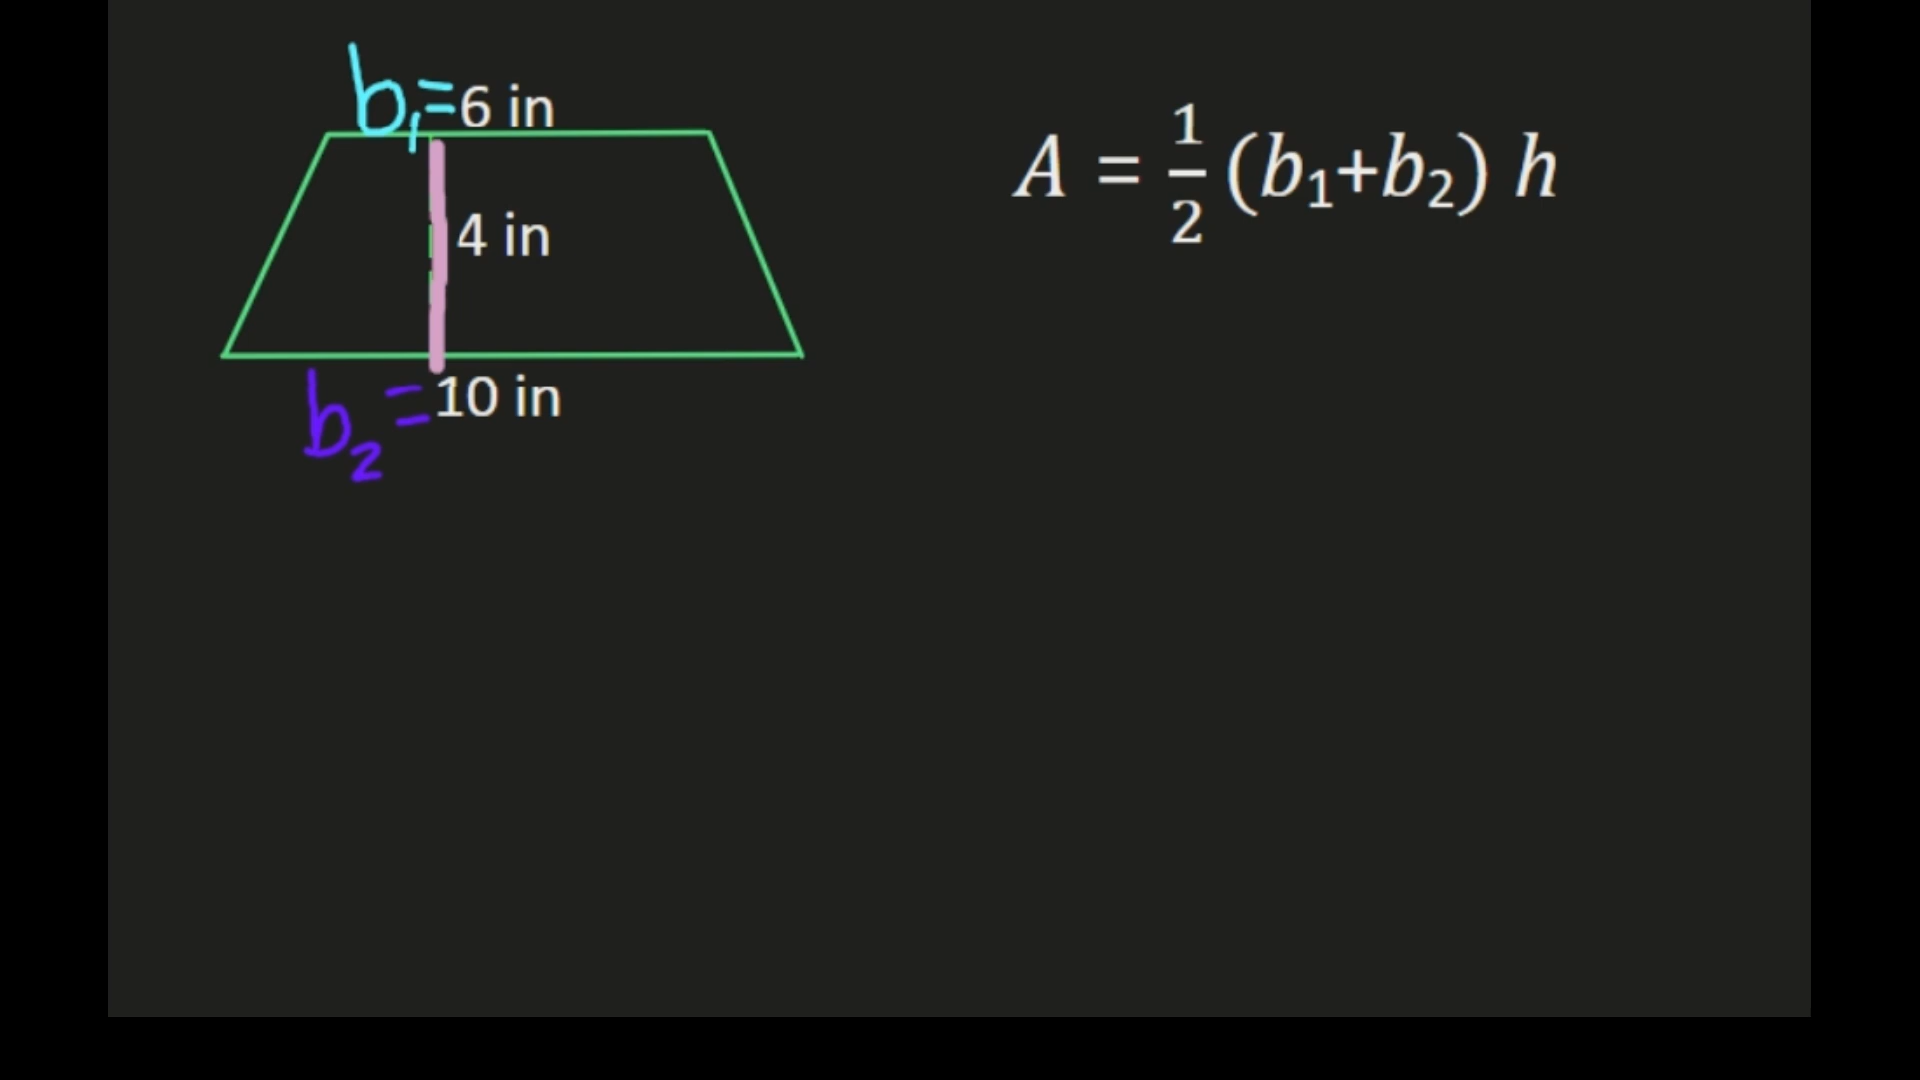 b₁=6 in
4 in
b₂=10 in
A = 1/2 (b₁+b₂) h